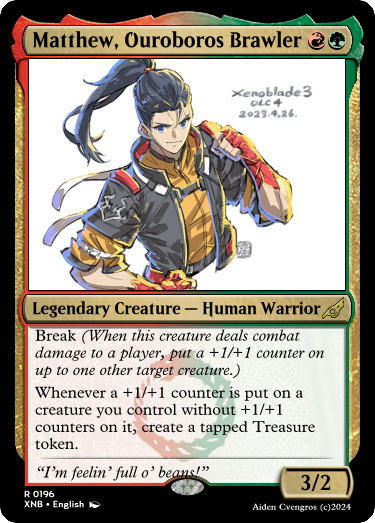 Matthew, Ouroboros Brawler
Xenoblade3
DLC4
2023.4.26.
Legendary Creature — Human Warrior
Break (When this creature deals combat
damage to a player, put a +1/+1 counter on
up to one other target creature.)
Whenever a +1/+1 counter is put on a
creature you control without +1/+1
counters on it, create a tapped Treasure
token.
“I’m feelin’ full o’ beans!”
3/2
R 0196
XNB • English
Aiden Cvengros (c)2024